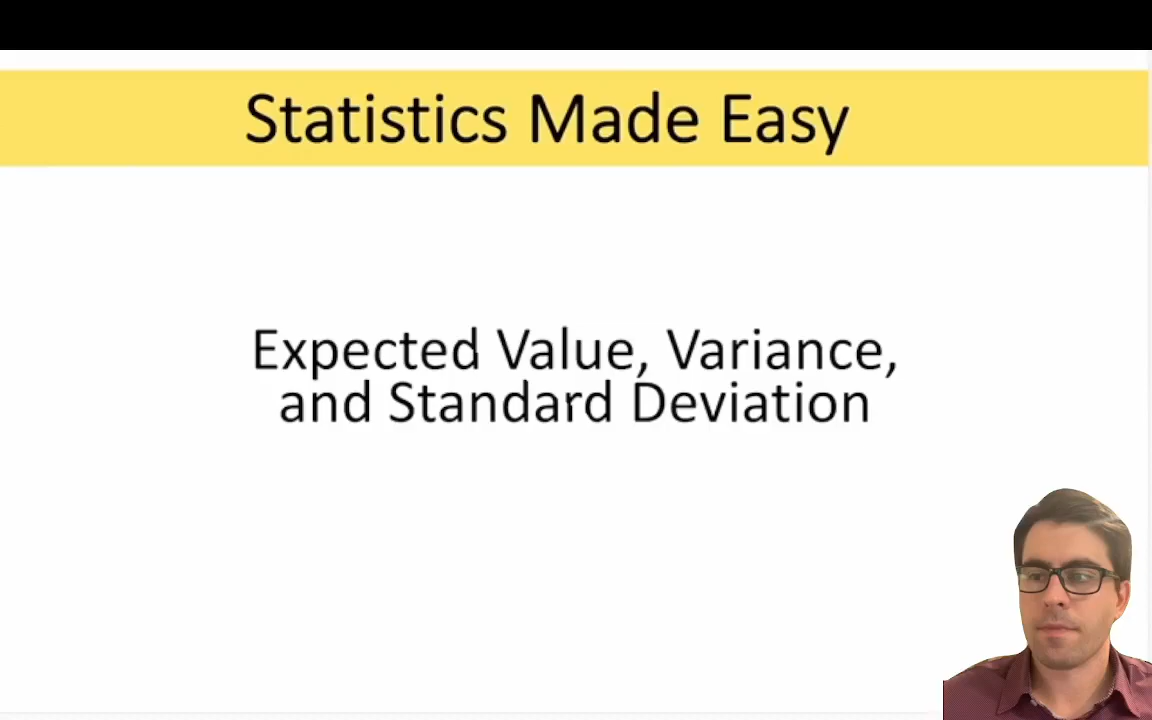 Statistics Made Easy
Expected Value, Variance,
and Standard Deviation